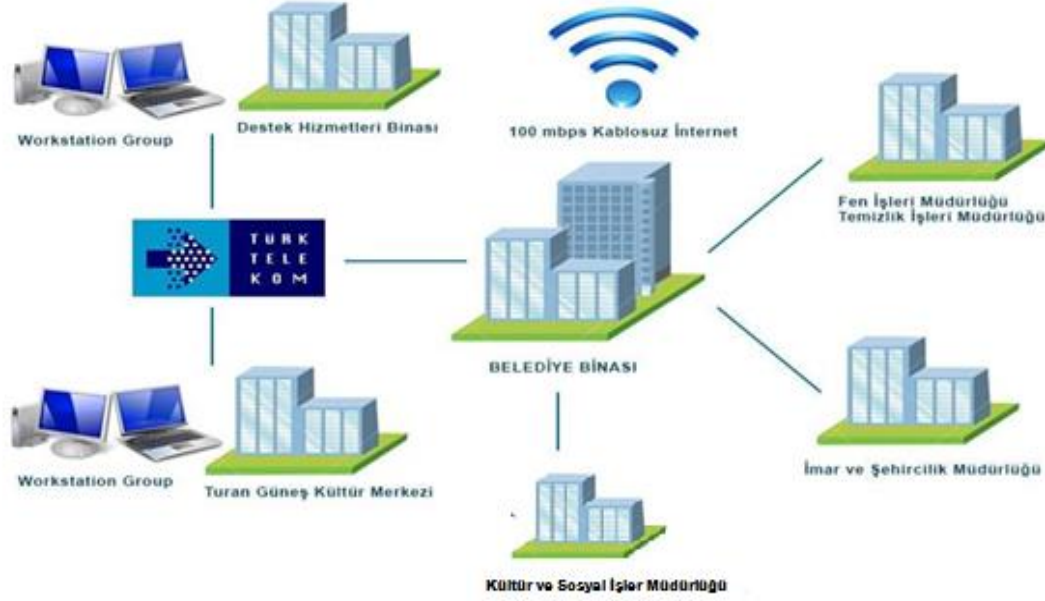 Workstation Group
Destek Hizmetleri Binası
100 mbps Kablosuz İnternet
Fen İşleri Müdürlüğü
Temizlik İşleri Müdürlüğü
TÜRK
TELE
KOM
BELEDİYE BİNASI
Workstation Group
Turan Güneş Kültür Merkezi
İmar ve Şehircilik Müdürlüğü
Kültür ve Sosyal İşler Müdürlüğü